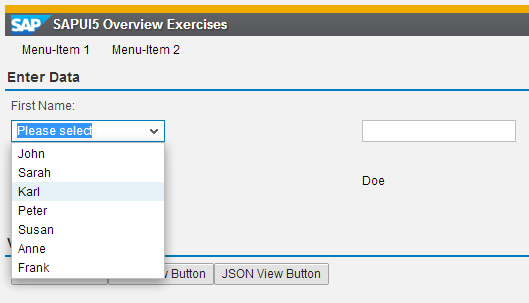 SAP SAPUI5 Overview Exercises
Menu-Item 1 Menu-Item 2
Enter Data
First Name:
Please select
John
Sarah
Karl
Peter
Doe
Susan
Anne
Frank
Button
JSON View Button